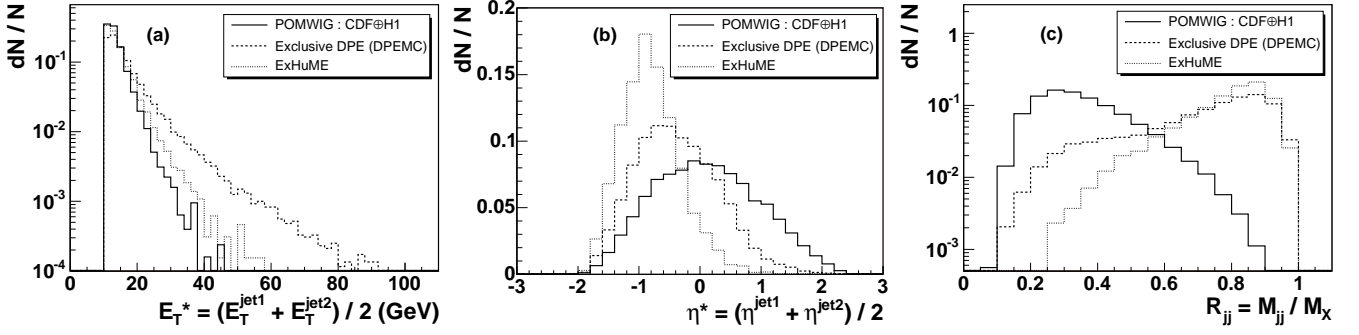 dN / N
(a)
POMWIG : CDF⊕H1
Exclusive DPE (DPEMC)
ExHuME
10⁻¹
10⁻²
10⁻³
10⁻⁴
20 40 60 80 100
E_T* = (E_T^jet1 + E_T^jet2) / 2 (GeV)
dN / N
(b)
POMWIG : CDF⊕H1
Exclusive DPE (DPEMC)
ExHuME
0.2
0.15
0.1
0.05
0
-3 -2 -1 0 1 2 3
η* = (η^jet1 + η^jet2) / 2
dN / N
(c)
POMWIG : CDF⊕H1
Exclusive DPE (DPEMC)
ExHuME
1
10⁻¹
10⁻²
10⁻³
0 0.2 0.4 0.6 0.8 1
R_jj = M_jj / M_X